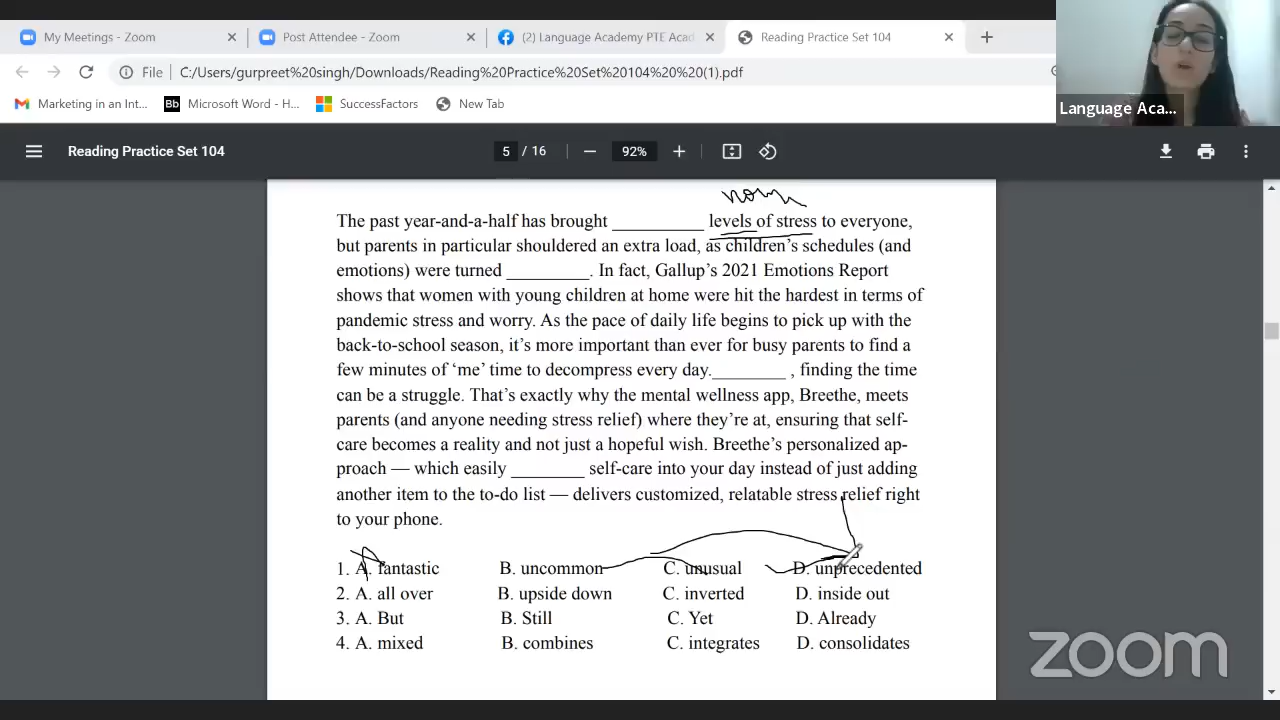 My Meetings - Zoom
Post Attendee - Zoom
(2) Language Academy PTE Acad
Reading Practice Set 104
File
C:/Users/gurpreet%20singh/Downloads/Reading%20Practice%20Set%20104%20%20(1).pdf
Marketing in an Int...
Bb
Microsoft Word - H...
SuccessFactors
New Tab
Language Aca...
Reading Practice Set 104
5 / 16
92%
noun
The past year-and-a-half has brought __________ levels of stress to everyone,
but parents in particular shouldered an extra load, as children's schedules (and
emotions) were turned _________. In fact, Gallup's 2021 Emotions Report
shows that women with young children at home were hit the hardest in terms of
pandemic stress and worry. As the pace of daily life begins to pick up with the
back-to-school season, it's more important than ever for busy parents to find a
few minutes of 'me' time to decompress every day.________ , finding the time
can be a struggle. That's exactly why the mental wellness app, Breethe, meets
parents (and anyone needing stress relief) where they're at, ensuring that self-
care becomes a reality and not just a hopeful wish. Breethe's personalized ap-
proach — which easily ________ self-care into your day instead of just adding
another item to the to-do list — delivers customized, relatable stress relief right
to your phone.
1. A. fantastic B. uncommon C. unusual D. unprecedented
2. A. all over B. upside down C. inverted D. inside out
3. A. But B. Still C. Yet D. Already
4. A. mixed B. combines C. integrates D. consolidates
zoom